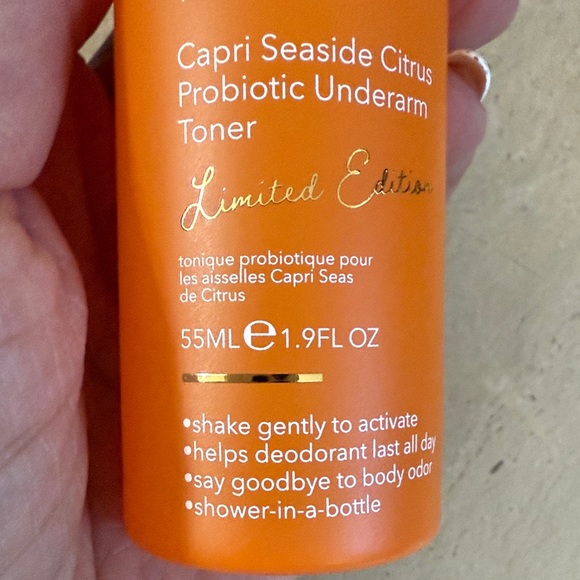 Capri Seaside Citrus
Probiotic Underarm
Toner
Limited Edition
tonique probiotique pour
les aisselles Capri Seas
de Citrus
55ML℮1.9FL OZ
•shake gently to activate
•helps deodorant last all day
•say goodbye to body odor
•shower-in-a-bottle